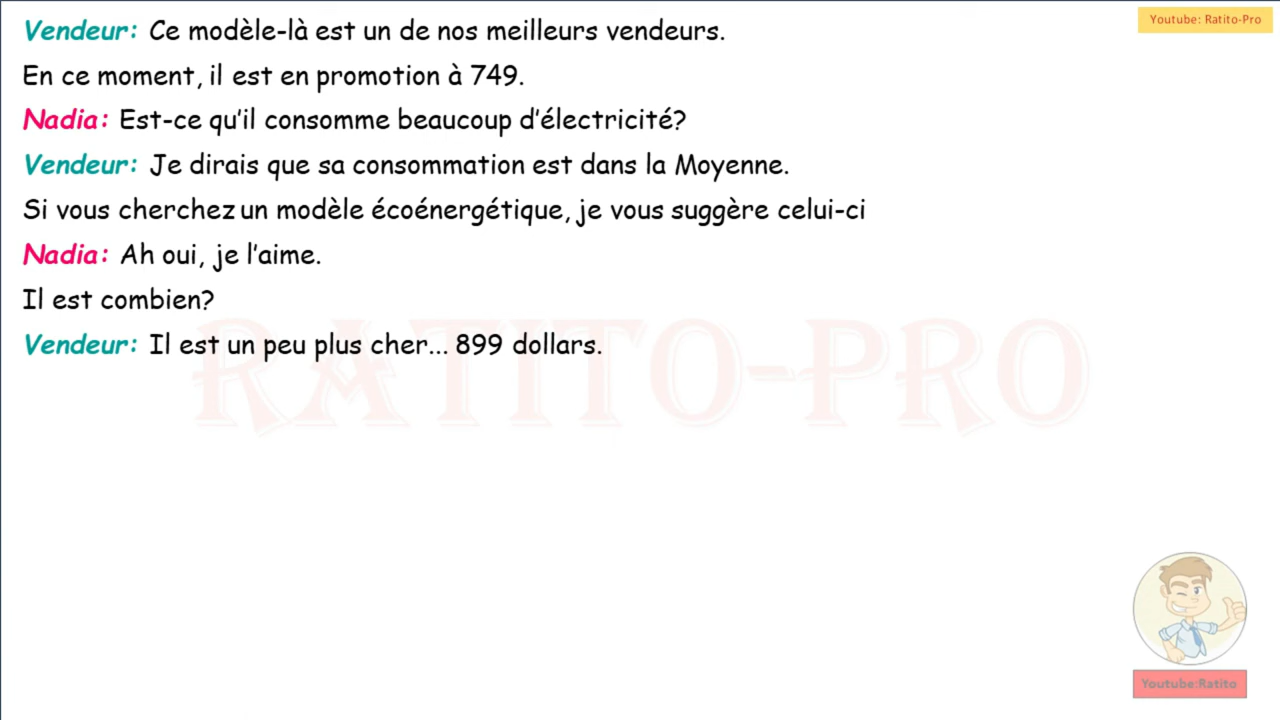 Youtube: Ratito-Pro
Vendeur: Ce modèle-là est un de nos meilleurs vendeurs.
En ce moment, il est en promotion à 749.
Nadia: Est-ce qu'il consomme beaucoup d'électricité?
Vendeur: Je dirais que sa consommation est dans la Moyenne.
Si vous cherchez un modèle écoénergétique, je vous suggère celui-ci
Nadia: Ah oui, je l'aime.
Il est combien?
Vendeur: Il est un peu plus cher... 899 dollars.
RATITO-PRO
Youtube:Ratito